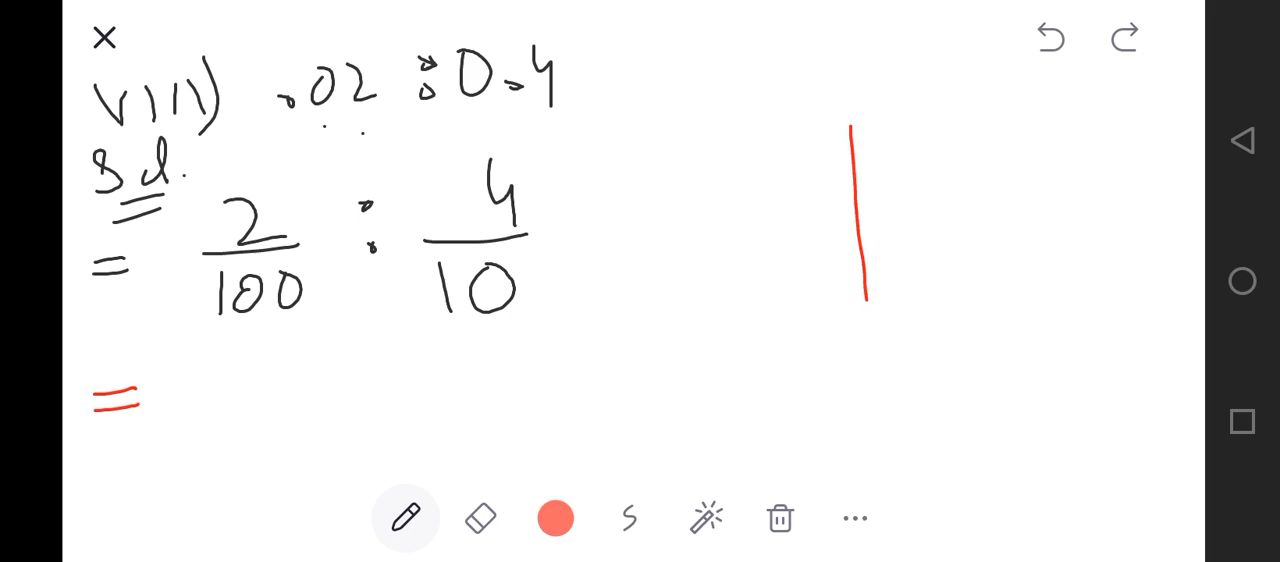 VIII) .02 : 0.4
Sol.
= 2/100 : 4/10
=